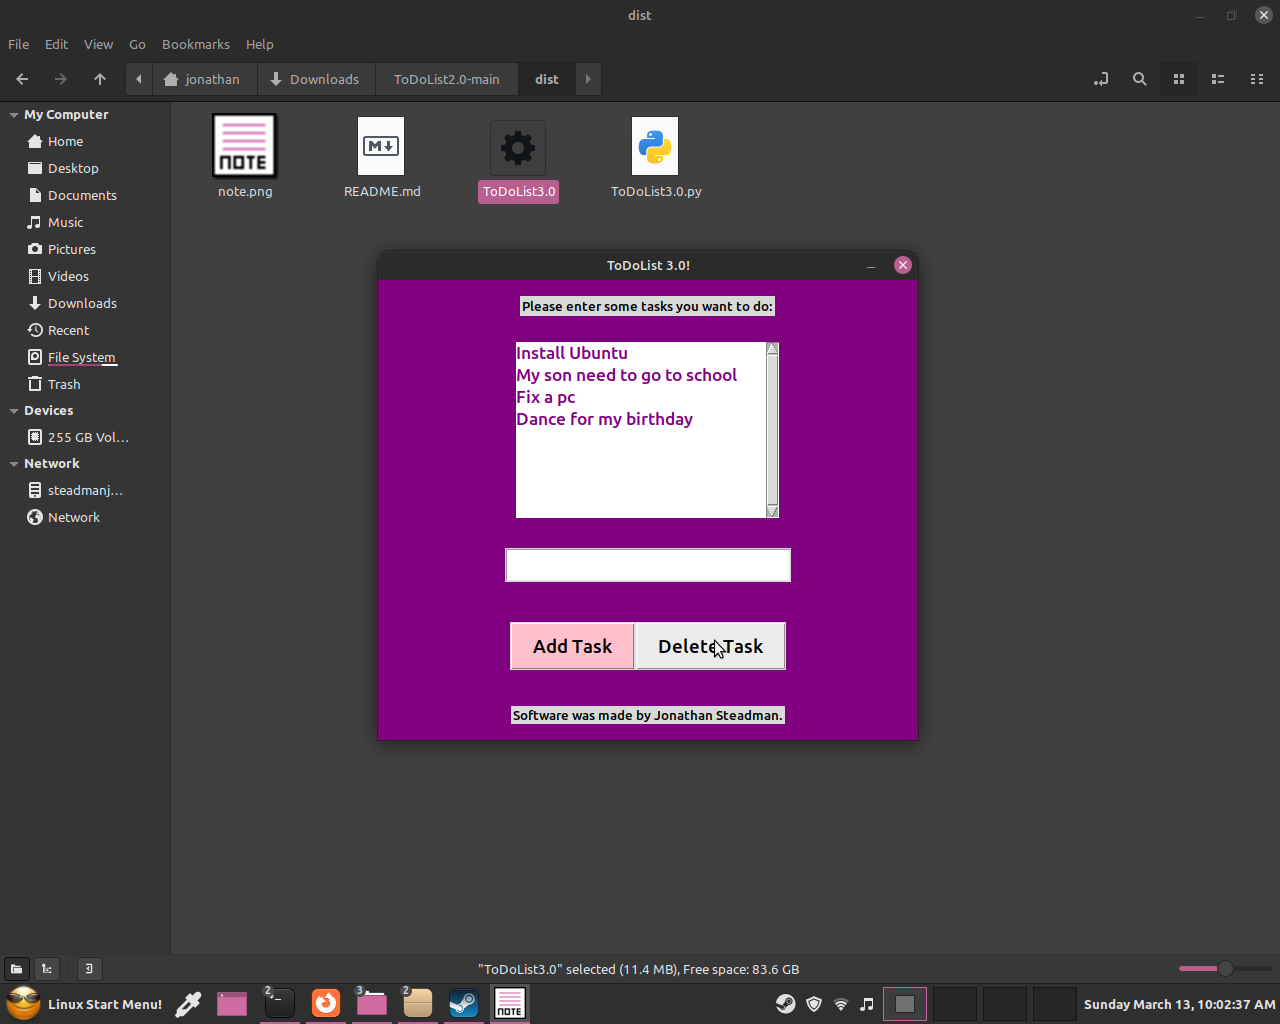 dist
File Edit View Go Bookmarks Help
jonathan Downloads ToDoList2.0-main dist
My Computer
Home
Desktop
Documents
Music
Pictures
Videos
Downloads
Recent
File System
Trash
Devices
255 GB Vol...
Network
steadmanj...
Network
NOTE
M
note.png README.md ToDoList3.0 ToDoList3.0.py
ToDoList 3.0!
Please enter some tasks you want to do:
Install Ubuntu
My son need to go to school
Fix a pc
Dance for my birthday
Add Task Delete Task
Software was made by Jonathan Steadman.
"ToDoList3.0" selected (11.4 MB), Free space: 83.6 GB
Linux Start Menu! 2 3 2 NOTE Sunday March 13, 10:02:37 AM